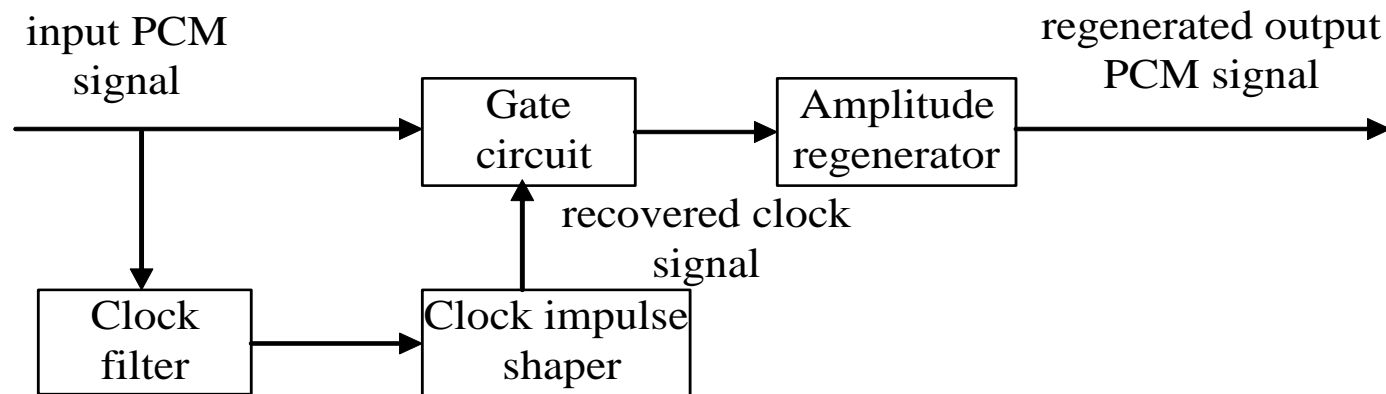 input PCM
signal
regenerated output
PCM signal
Gate
circuit
Amplitude
regenerator
recovered clock
signal
Clock
filter
Clock impulse
shaper